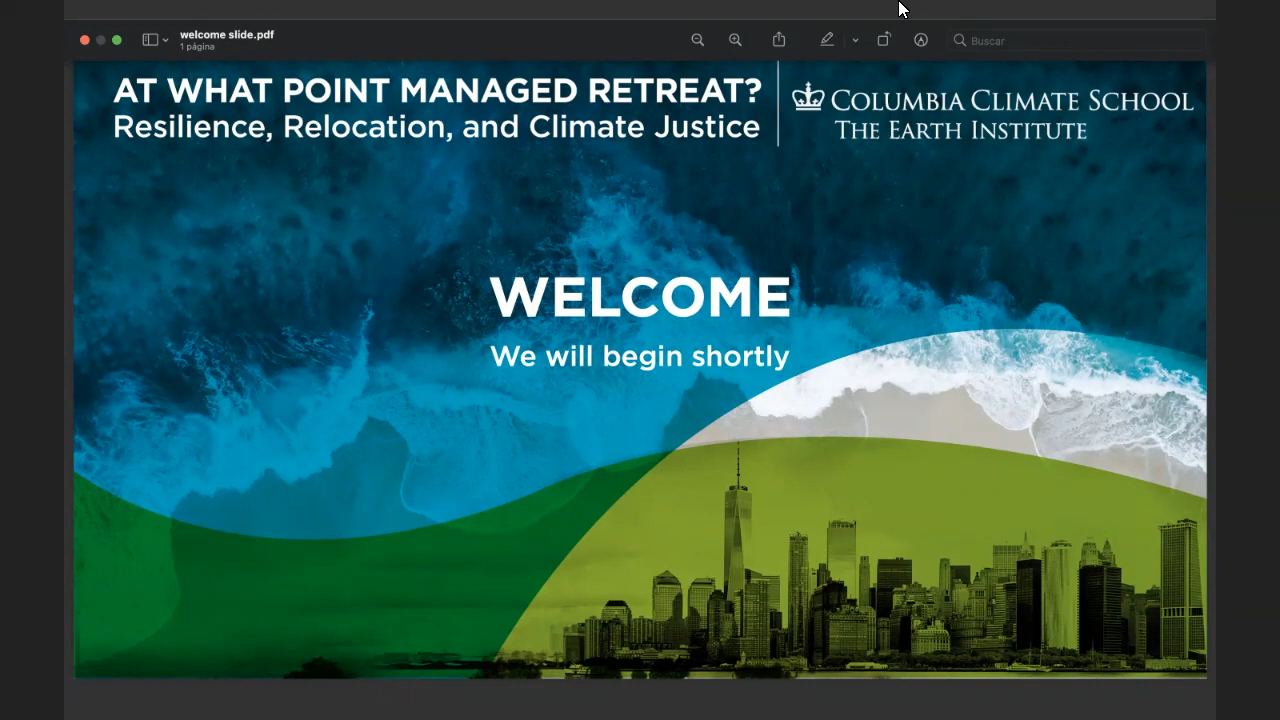 welcome slide.pdf
1 página
Buscar
AT WHAT POINT MANAGED RETREAT?
Resilience, Relocation, and Climate Justice
COLUMBIA CLIMATE SCHOOL
THE EARTH INSTITUTE
WELCOME
We will begin shortly